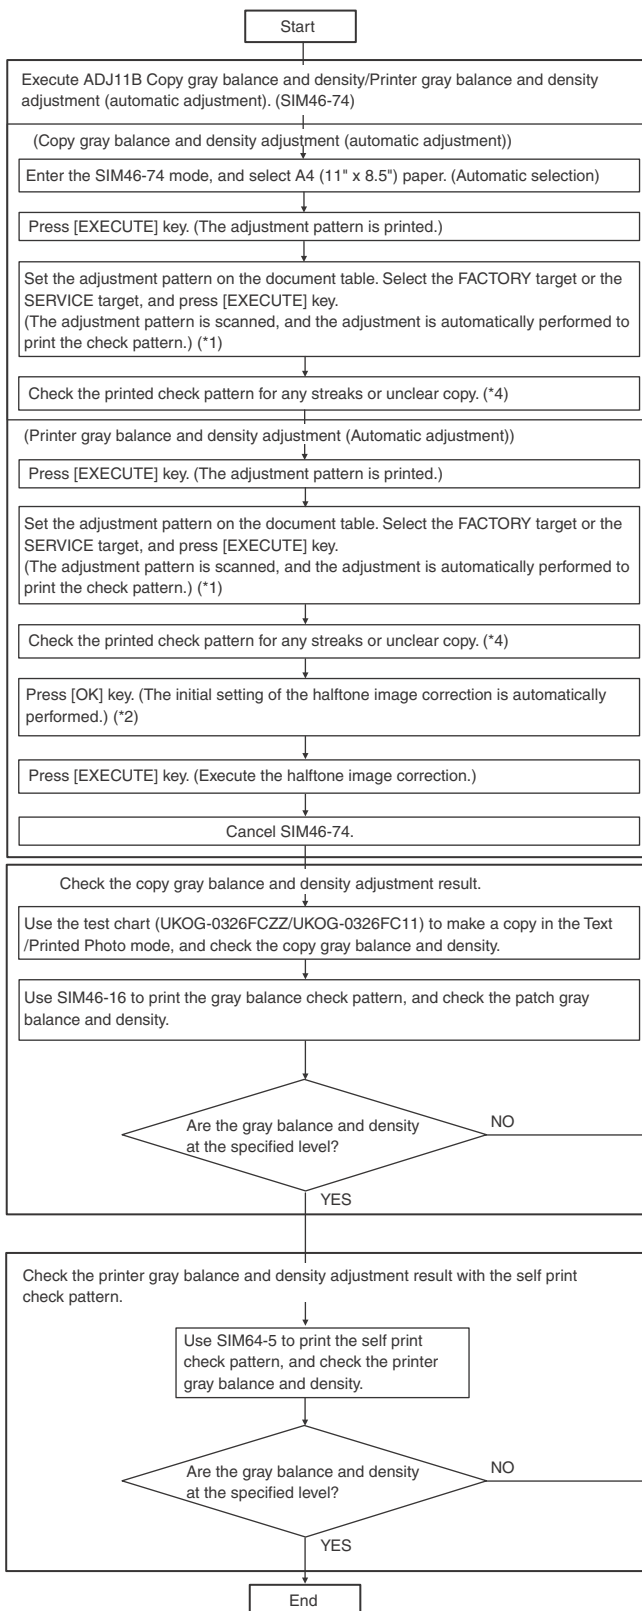 Start
Execute ADJ11B Copy gray balance and density/Printer gray balance and density
adjustment (automatic adjustment). (SIM46-74)
(Copy gray balance and density adjustment (automatic adjustment))
Enter the SIM46-74 mode, and select A4 (11" x 8.5") paper. (Automatic selection)
Press [EXECUTE] key. (The adjustment pattern is printed.)
Set the adjustment pattern on the document table. Select the FACTORY target or the
SERVICE target, and press [EXECUTE] key.
(The adjustment pattern is scanned, and the adjustment is automatically performed to
print the check pattern.) (*1)
Check the printed check pattern for any streaks or unclear copy. (*4)
(Printer gray balance and density adjustment (Automatic adjustment))
Press [EXECUTE] key. (The adjustment pattern is printed.)
Set the adjustment pattern on the document table. Select the FACTORY target or the
SERVICE target, and press [EXECUTE] key.
(The adjustment pattern is scanned, and the adjustment is automatically performed to
print the check pattern.) (*1)
Check the printed check pattern for any streaks or unclear copy. (*4)
Press [OK] key. (The initial setting of the halftone image correction is automatically
performed.) (*2)
Press [EXECUTE] key. (Execute the halftone image correction.)
Cancel SIM46-74.
Check the copy gray balance and density adjustment result.
Use the test chart (UKOG-0326FCZZ/UKOG-0326FC11) to make a copy in the Text
/Printed Photo mode, and check the copy gray balance and density.
Use SIM46-16 to print the gray balance check pattern, and check the patch gray
balance and density.
Are the gray balance and density
at the specified level?
NO
YES
Check the printer gray balance and density adjustment result with the self print
check pattern.
Use SIM64-5 to print the self print
check pattern, and check the printer
gray balance and density.
Are the gray balance and density
at the specified level?
NO
YES
End